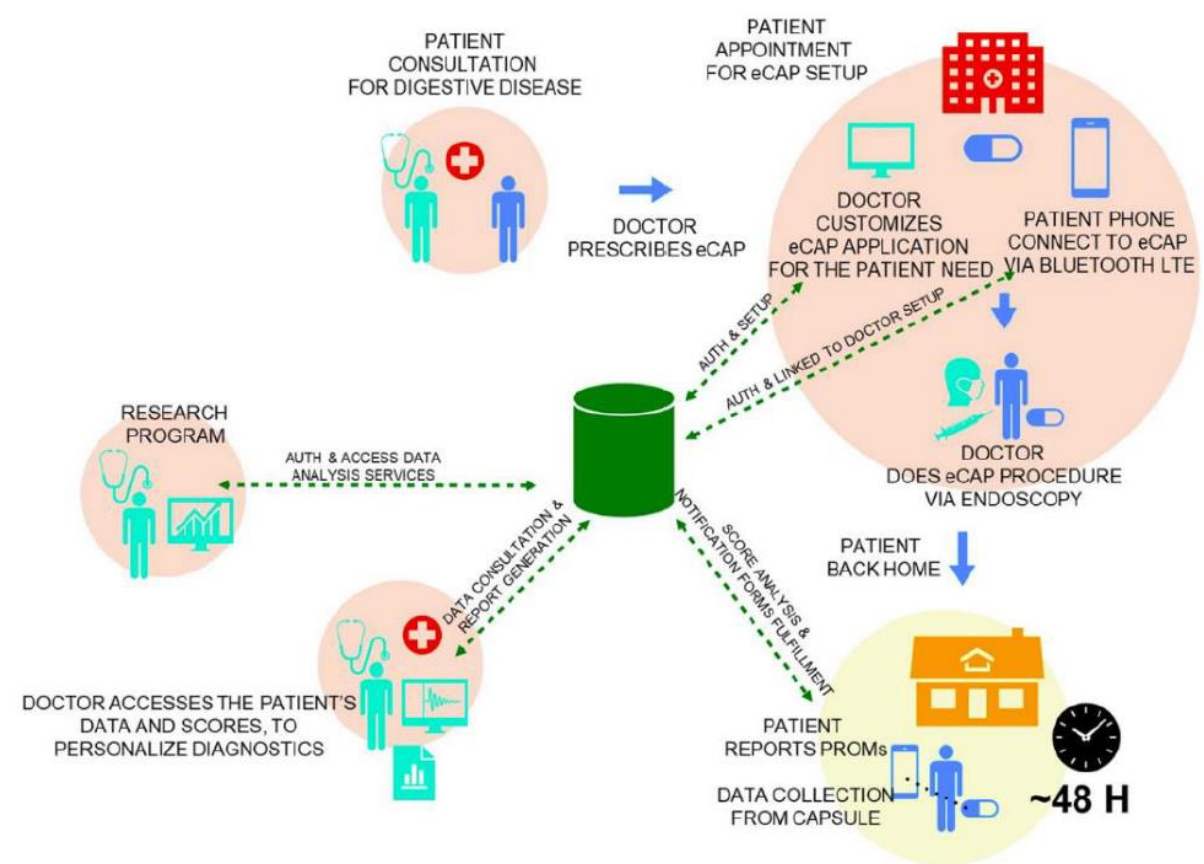 PATIENT
CONSULTATION
FOR DIGESTIVE DISEASE
DOCTOR
PRESCRIBES eCAP
PATIENT
APPOINTMENT
FOR eCAP SETUP
DOCTOR
CUSTOMIZES
eCAP APPLICATION
FOR THE PATIENT NEED
PATIENT PHONE
CONNECT TO eCAP
VIA BLUETOOTH LTE
AUTH & SETUP
AUTH & LINKED TO DOCTOR SETUP
DOCTOR
DOES eCAP PROCEDURE
VIA ENDOSCOPY
PATIENT
BACK HOME
RESEARCH
PROGRAM
AUTH & ACCESS DATA
ANALYSIS SERVICES
DATA CONSULTATION &
REPORT GENERATION
SCORE ANALYSIS &
NOTIFICATION FORMS FULFILLMENT
DOCTOR ACCESSES THE PATIENT'S
DATA AND SCORES, TO
PERSONALIZE DIAGNOSTICS
PATIENT
REPORTS PROMs
DATA COLLECTION
FROM CAPSULE
~48 H